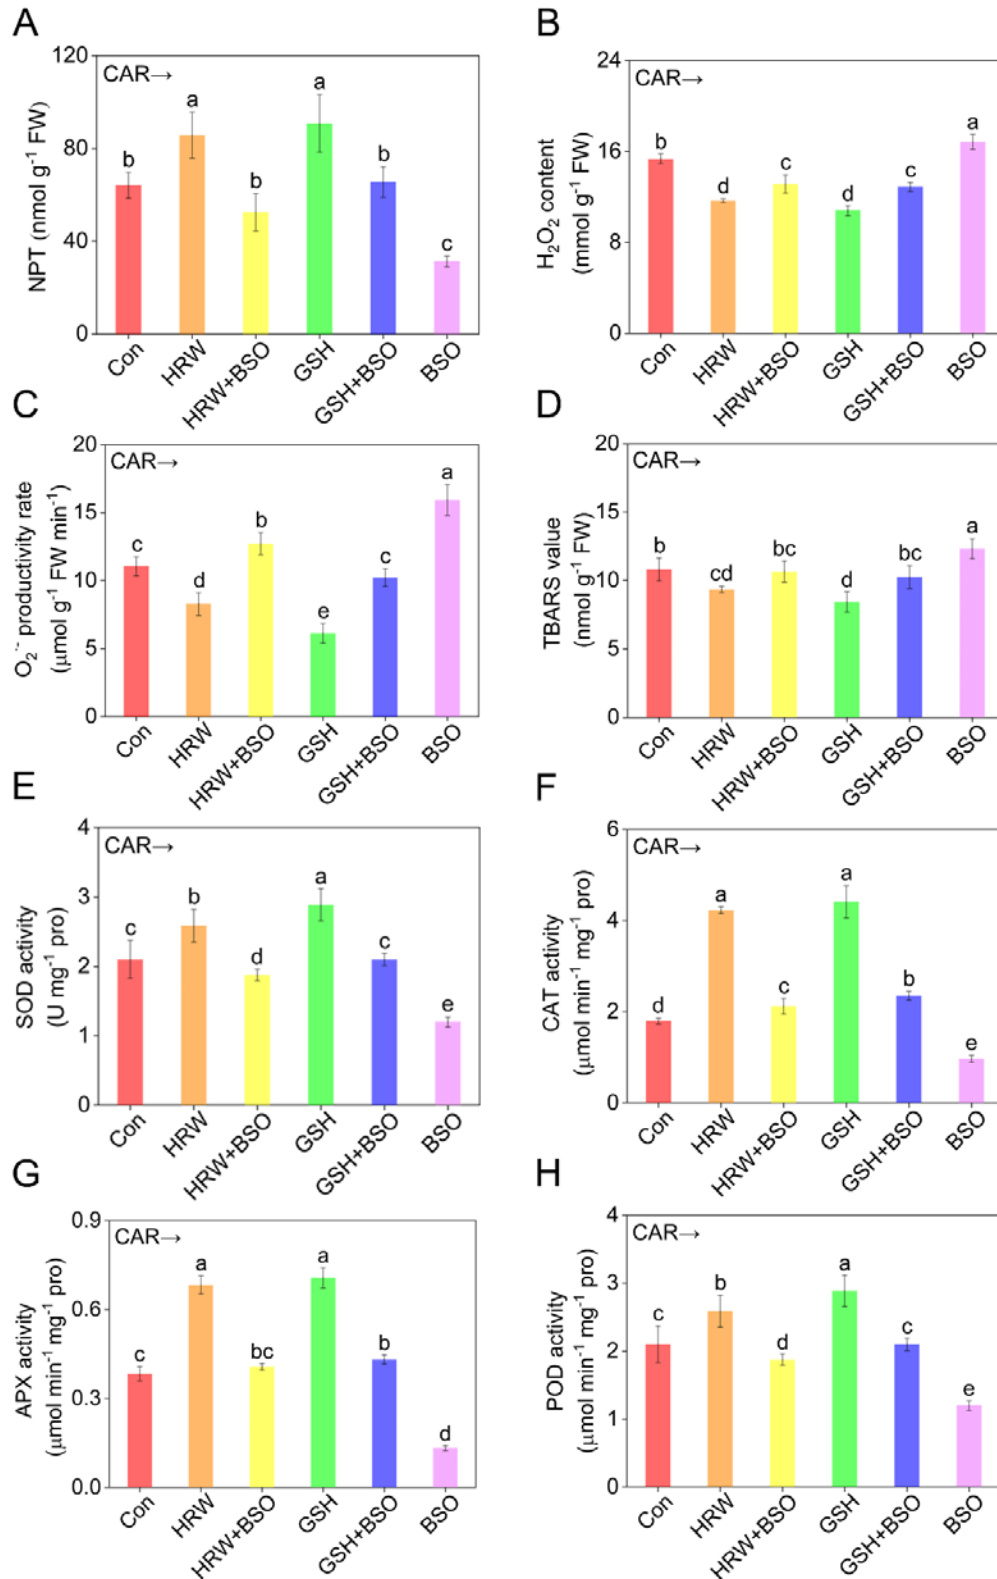 A
NPT (nmol g⁻¹ FW)
120
80
40
0
CAR→
b
a
b
a
b
c
Con
HRW
HRW+BSO
GSH
GSH+BSO
BSO
B
H₂O₂ content
(mmol g⁻¹ FW)
24
16
8
0
CAR→
b
d
c
d
c
a
Con
HRW
HRW+BSO
GSH
GSH+BSO
BSO
C
O₂˙⁻ productivity rate
(μmol g⁻¹ FW min⁻¹)
20
15
10
5
0
CAR→
c
d
b
e
c
a
Con
HRW
HRW+BSO
GSH
GSH+BSO
BSO
D
TBARS value
(nmol g⁻¹ FW)
20
15
10
5
0
CAR→
b
cd
bc
d
bc
a
Con
HRW
HRW+BSO
GSH
GSH+BSO
BSO
E
SOD activity
(U mg⁻¹ pro)
4
3
2
1
0
CAR→
c
b
d
a
c
e
Con
HRW
HRW+BSO
GSH
GSH+BSO
BSO
F
CAT activity
(μmol min⁻¹ mg⁻¹ pro)
6
4
2
0
CAR→
d
a
c
a
b
e
Con
HRW
HRW+BSO
GSH
GSH+BSO
BSO
G
APX activity
(μmol min⁻¹ mg⁻¹ pro)
0.9
0.6
0.3
0.0
CAR→
c
a
bc
a
b
d
Con
HRW
HRW+BSO
GSH
GSH+BSO
BSO
H
POD activity
(μmol min⁻¹ mg⁻¹ pro)
4
3
2
1
0
CAR→
c
b
d
a
c
e
Con
HRW
HRW+BSO
GSH
GSH+BSO
BSO